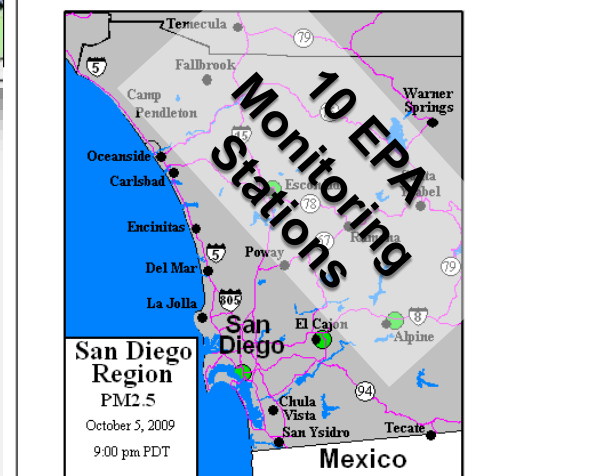 Temecula
79
5
Fallbrook
Camp
Pendleton
Warner
Springs
10 EPA
Monitoring
Stations
15
Oceanside
Carlsbad
78
Encinitas
67
5
Poway
79
Del Mar
805
La Jolla
San
Diego
El Cajon
8
Alpine
San Diego
Region
PM2.5
October 5, 2009
9:00 pm PDT
94
Chula
Vista
San Ysidro
Tecate
Mexico